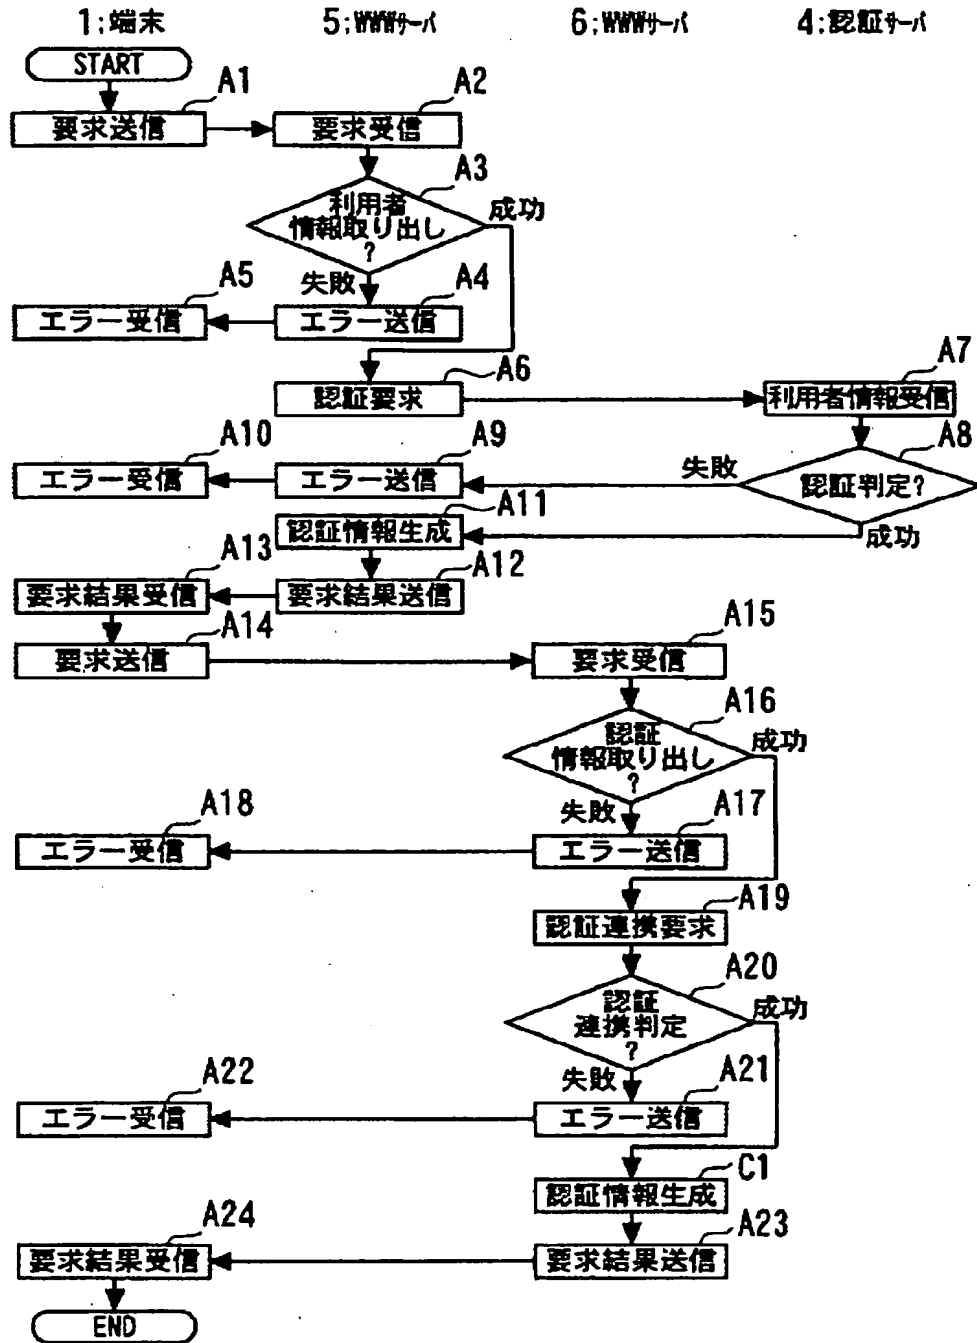 1;端末 5;WWWサーバ 6;WWWサーバ 4;認証サーバ
START
A1 A2
要求送信 要求受信
A3
利用者
情報取り出し
?
成功
失敗
A5 A4
エラー受信 エラー送信
A6 A7
認証要求 利用者情報受信
A8
A10 A9
エラー受信 エラー送信 失敗 認証判定?
A11
認証情報生成 成功
A13 A12
要求結果受信 要求結果送信
A14 A15
要求送信 要求受信
A16
認証
情報取り出し
?
成功
失敗
A18 A17
エラー受信 エラー送信
A19
認証連携要求
A20
認証
連携判定
?
成功
失敗
A22 A21
エラー受信 エラー送信
C1
認証情報生成
A24 A23
要求結果受信 要求結果送信
END